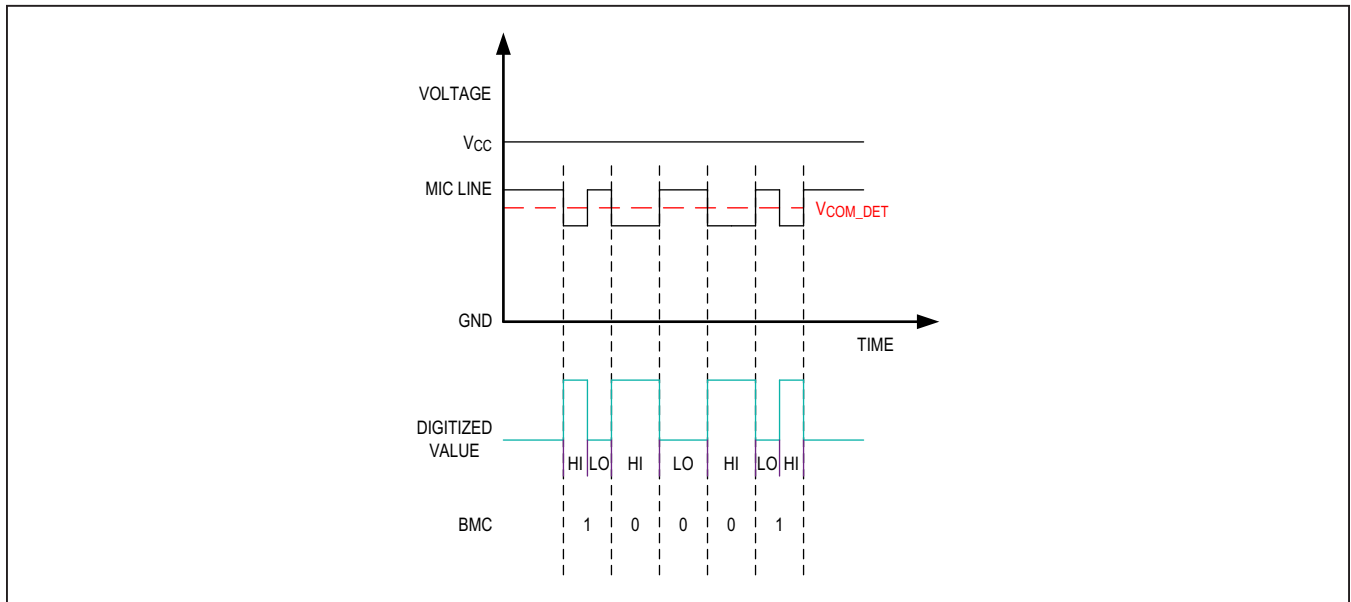 VOLTAGE
VCC
MIC LINE
VCOM_DET
GND
TIME
DIGITIZED
VALUE
HI LO HI LO HI LO HI
BMC 1 0 0 0 1